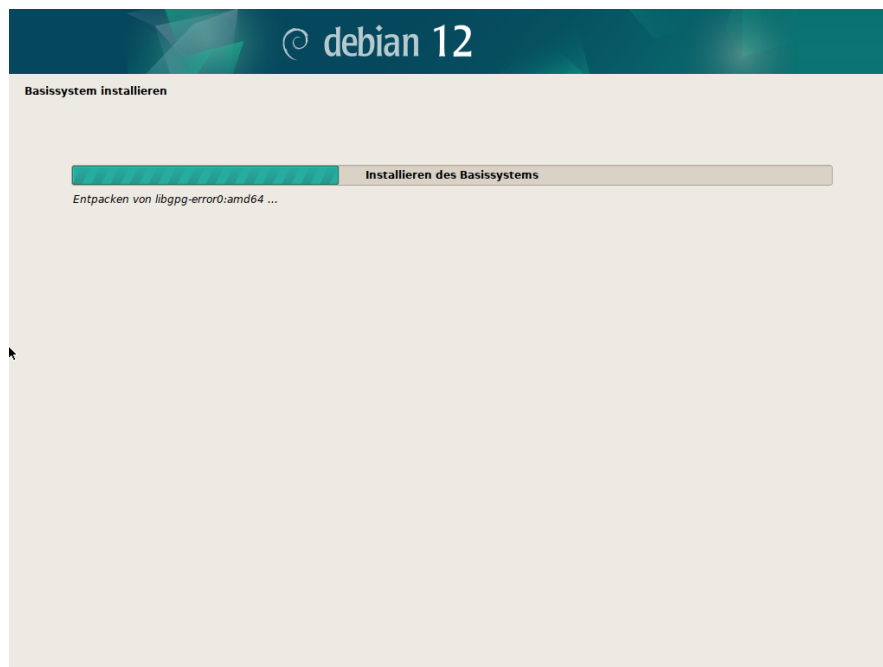 debian 12
Basissystem installieren
Installieren des Basissystems
Entpacken von libgpg-error0:amd64 ...